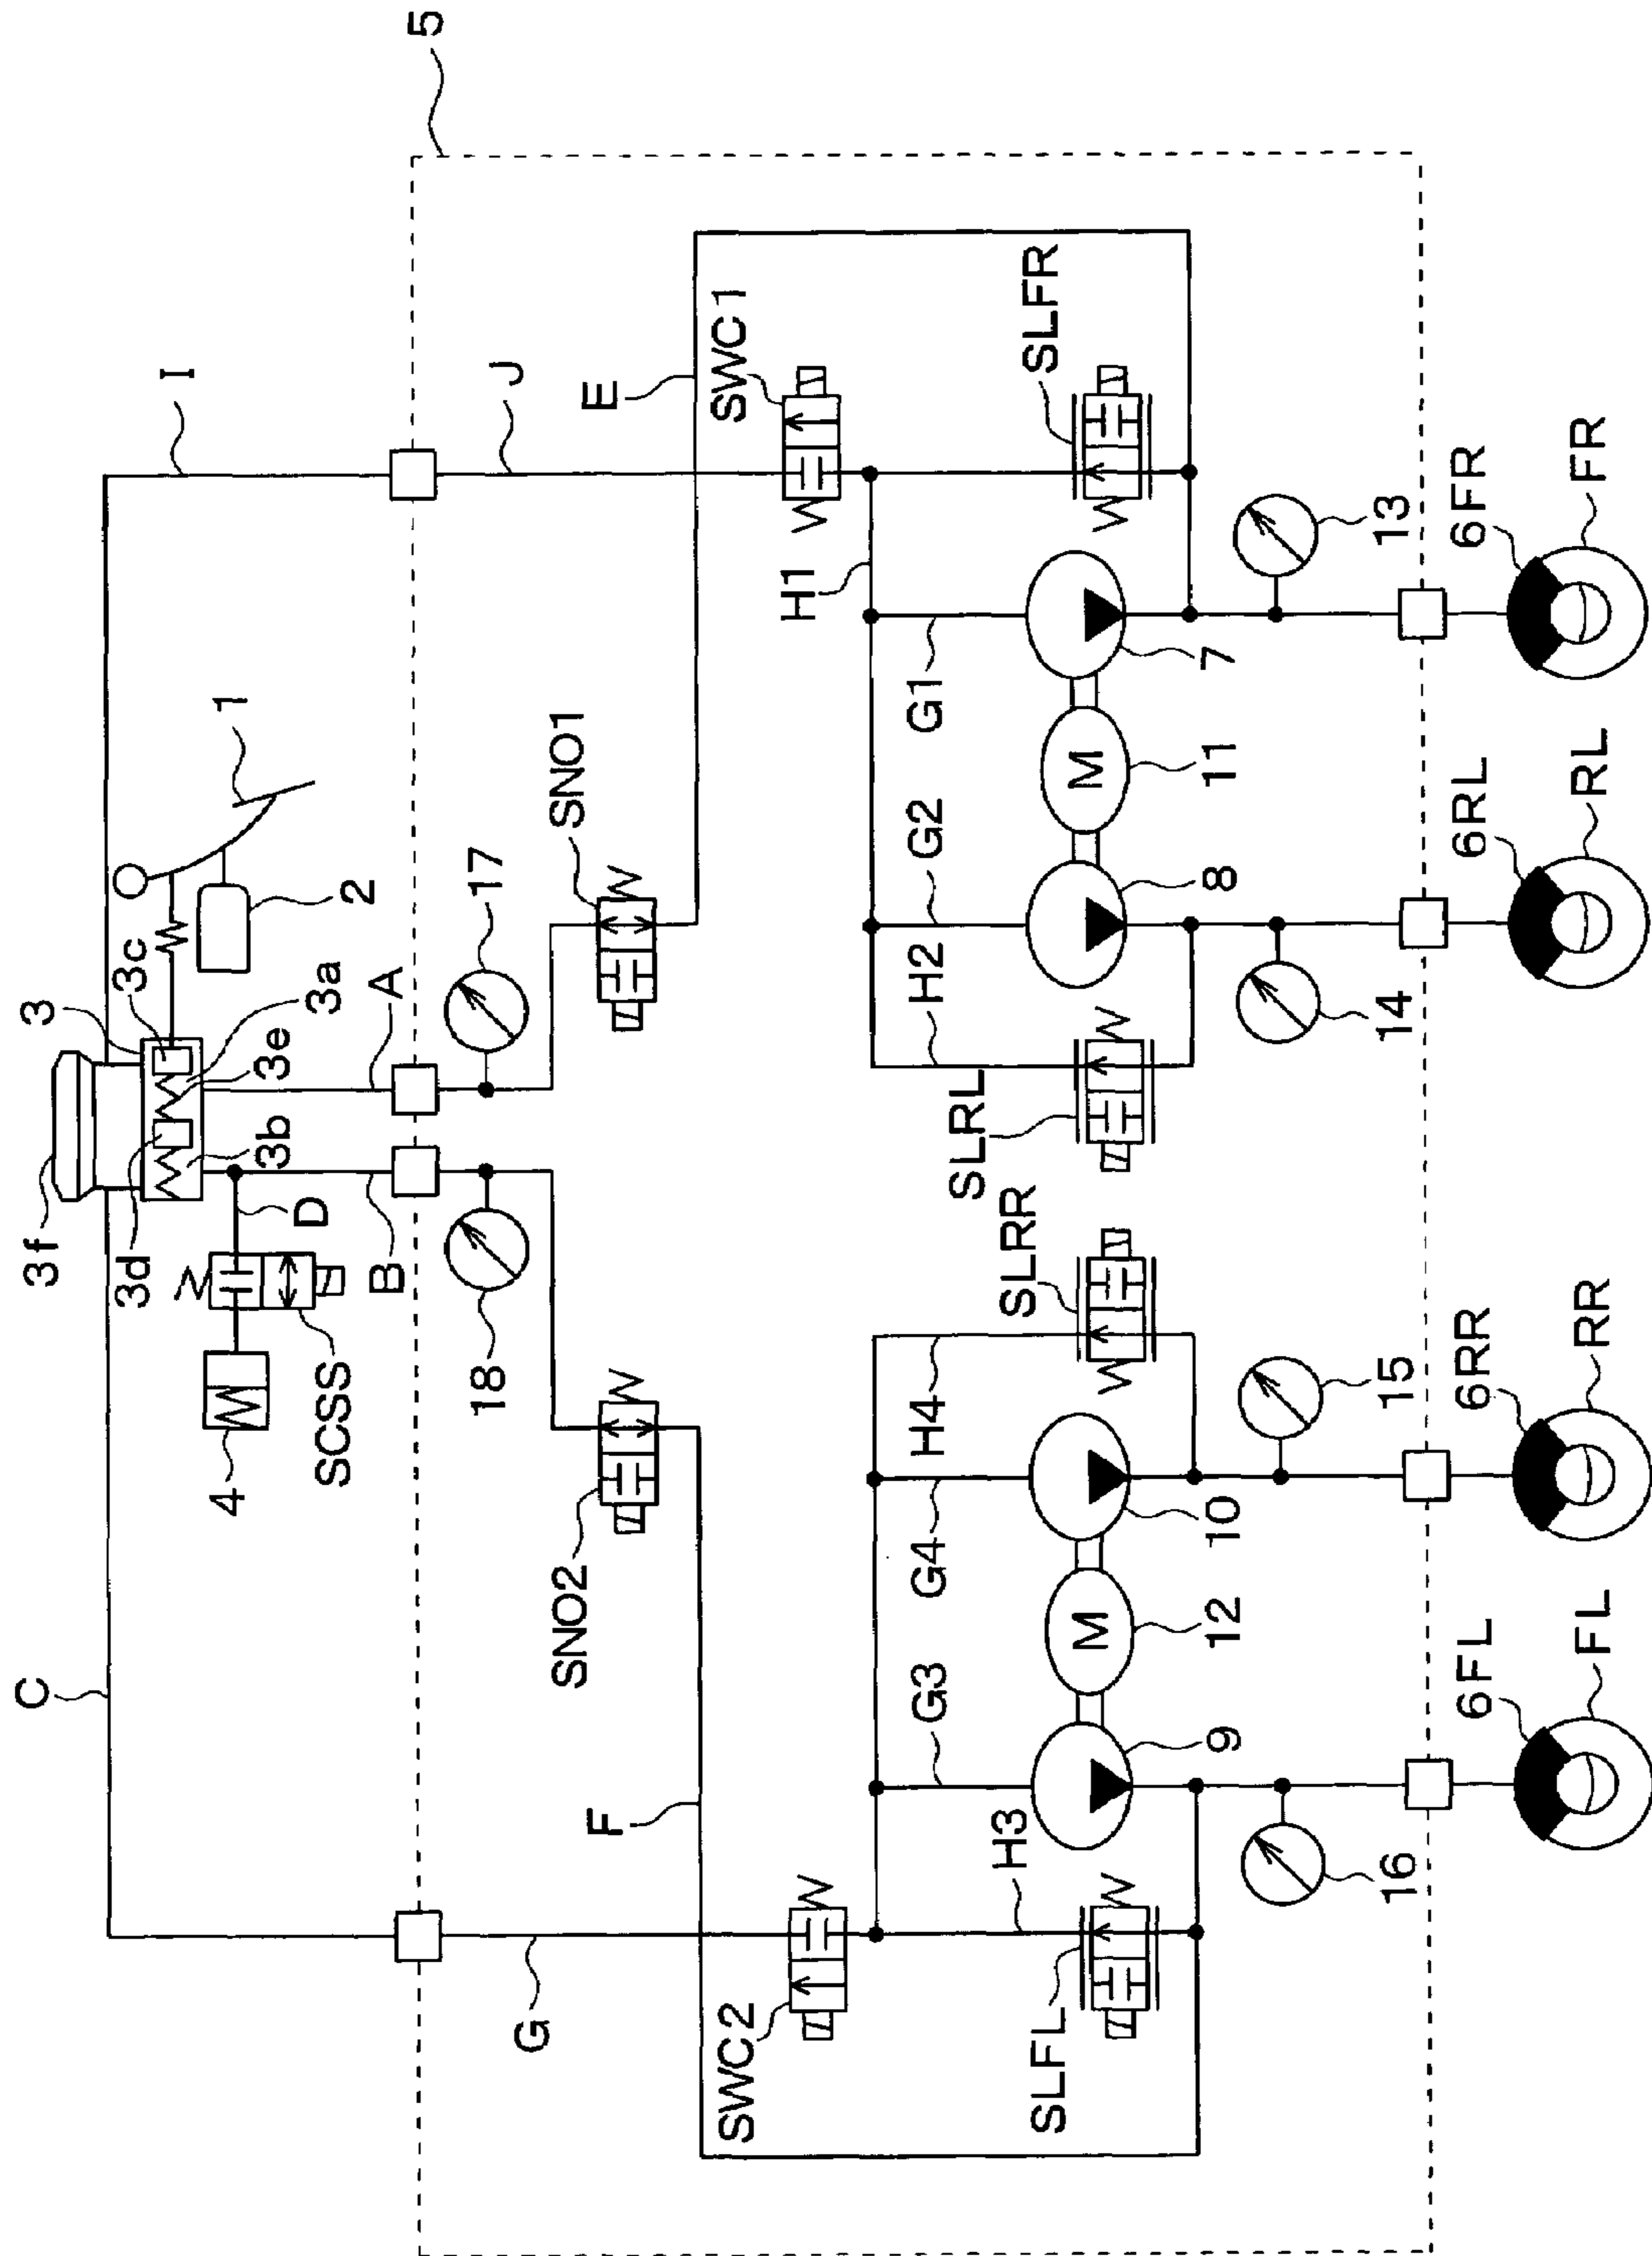 5
I
J
E
SWC1
SLFR
H1
G1
7
13
6FR
FR
1
2
3
3c
3a
3e
A
17
SNO1
G2
11
M
8
H2
14
6RL
RL
3f
3d
3b
D
B
SCSS
4
18
SLRL
SLRR
H4
G4
10
15
6RR
RR
C
SNO2
F
G3
M
12
9
H3
16
6FL
FL
G
SWC2
SLFL